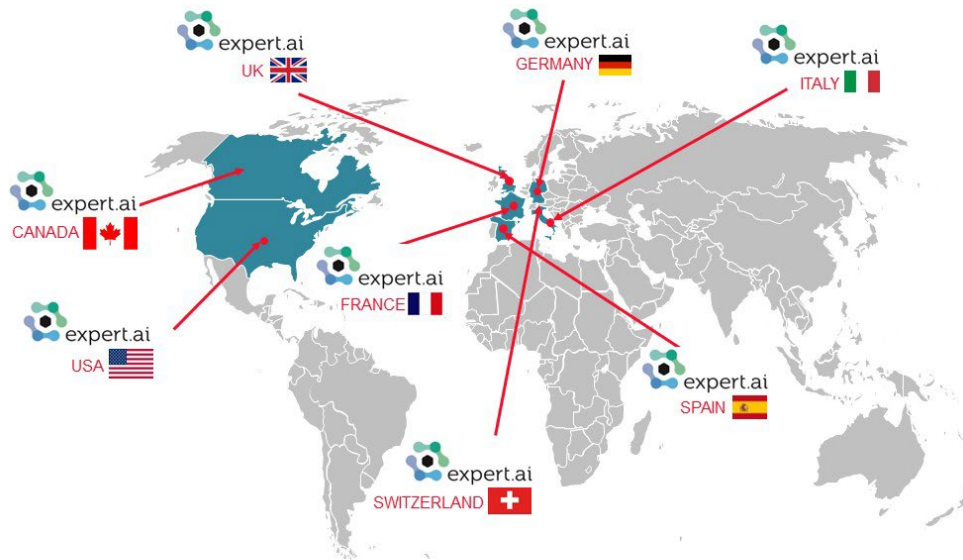 expert.ai
UK
expert.ai
GERMANY
expert.ai
ITALY
expert.ai
CANADA
expert.ai
FRANCE
expert.ai
USA
expert.ai
SPAIN
expert.ai
SWITZERLAND